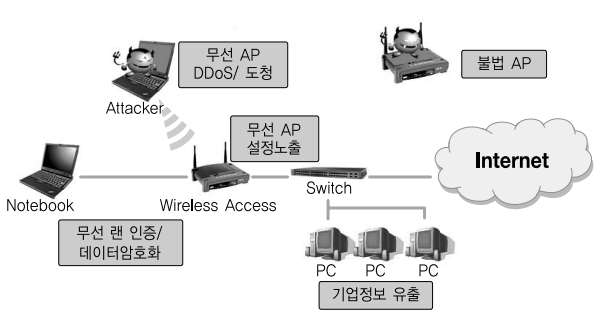 무선 AP
DDoS/ 도청
불법 AP
Attacker
무선 AP
설정노출
Internet
Notebook
Wireless Access
Switch
무선 랜 인증/
데이터암호화
PC
PC
PC
기업정보 유출